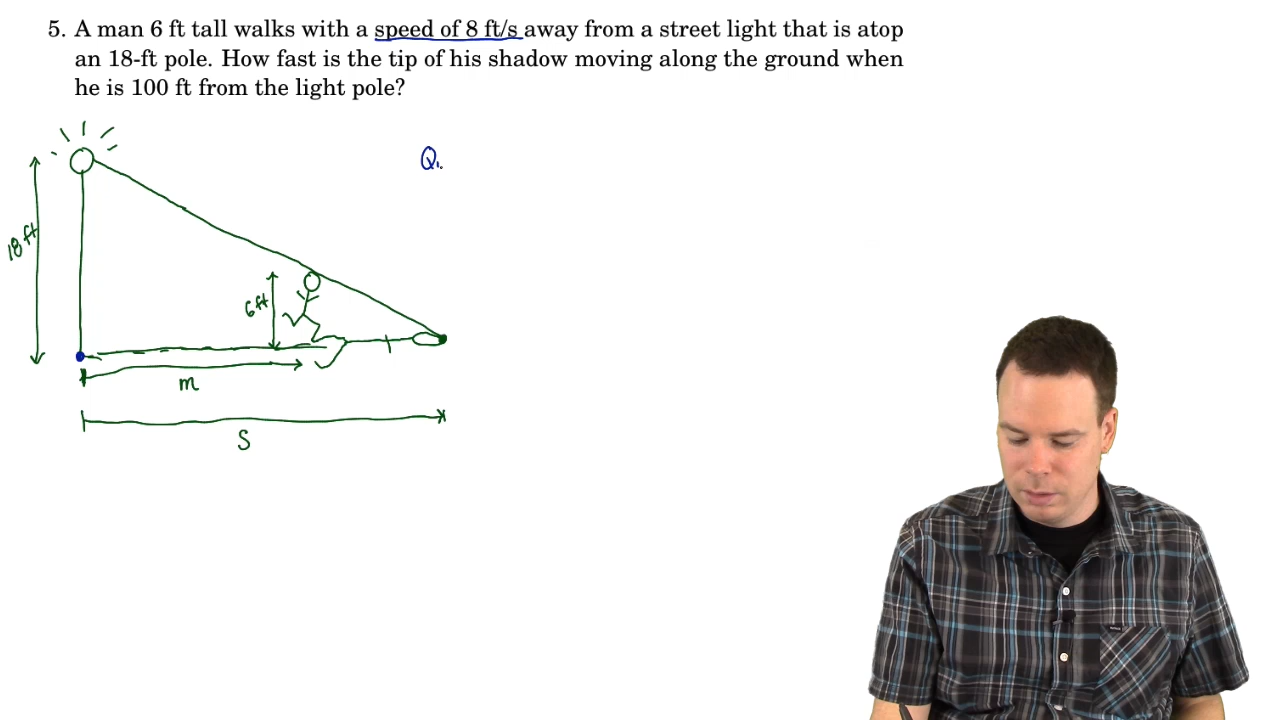 5. A man 6 ft tall walks with a speed of 8 ft/s away from a street light that is atop
an 18-ft pole. How fast is the tip of his shadow moving along the ground when
he is 100 ft from the light pole?
Q.
18 ft
6 ft
m
S